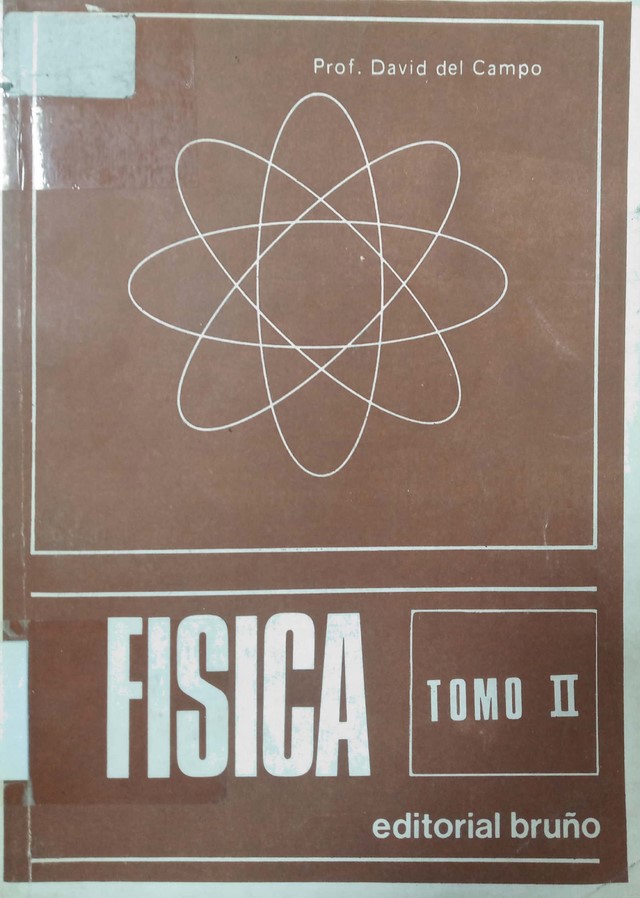 Prof. David del Campo
FISICA
TOMO II
editorial bruño